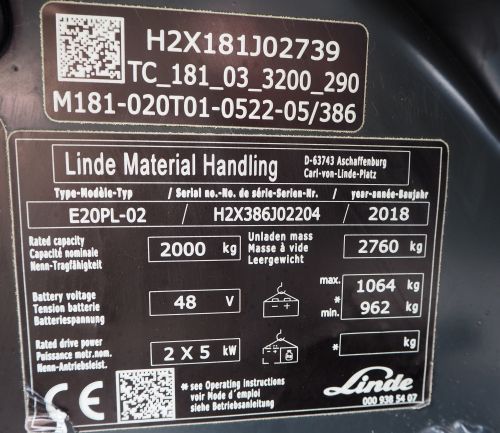 H2X181J02739
TC_181_03_3200_290
M181-020T01-0522-05/386
Linde Material Handling D-63743 Aschaffenburg
Carl-von-Linde-Platz
Type-Modèle-Typ / Serial no.-No. de série-Serien-Nr. / year-année-Baujahr
E20PL-02 / H2X386J02204 / 2018
Rated capacity
Capacité nominale 2000 kg
Nenn-Tragfähigkeit
Unladen mass
Masse à vide 2760 kg
Leergewicht
Battery voltage
Tension batterie 48 V
Batteriespannung
max. 1064 kg
* min. 962 kg
Rated drive power
Puissance motr.nom. 2 X 5 kW
Nenn-Antriebsleist.
* kg
CE
* see Operating instructions
voir Mode d'emploi
siehe Betriebsanleitung
Linde
000 938 54 07